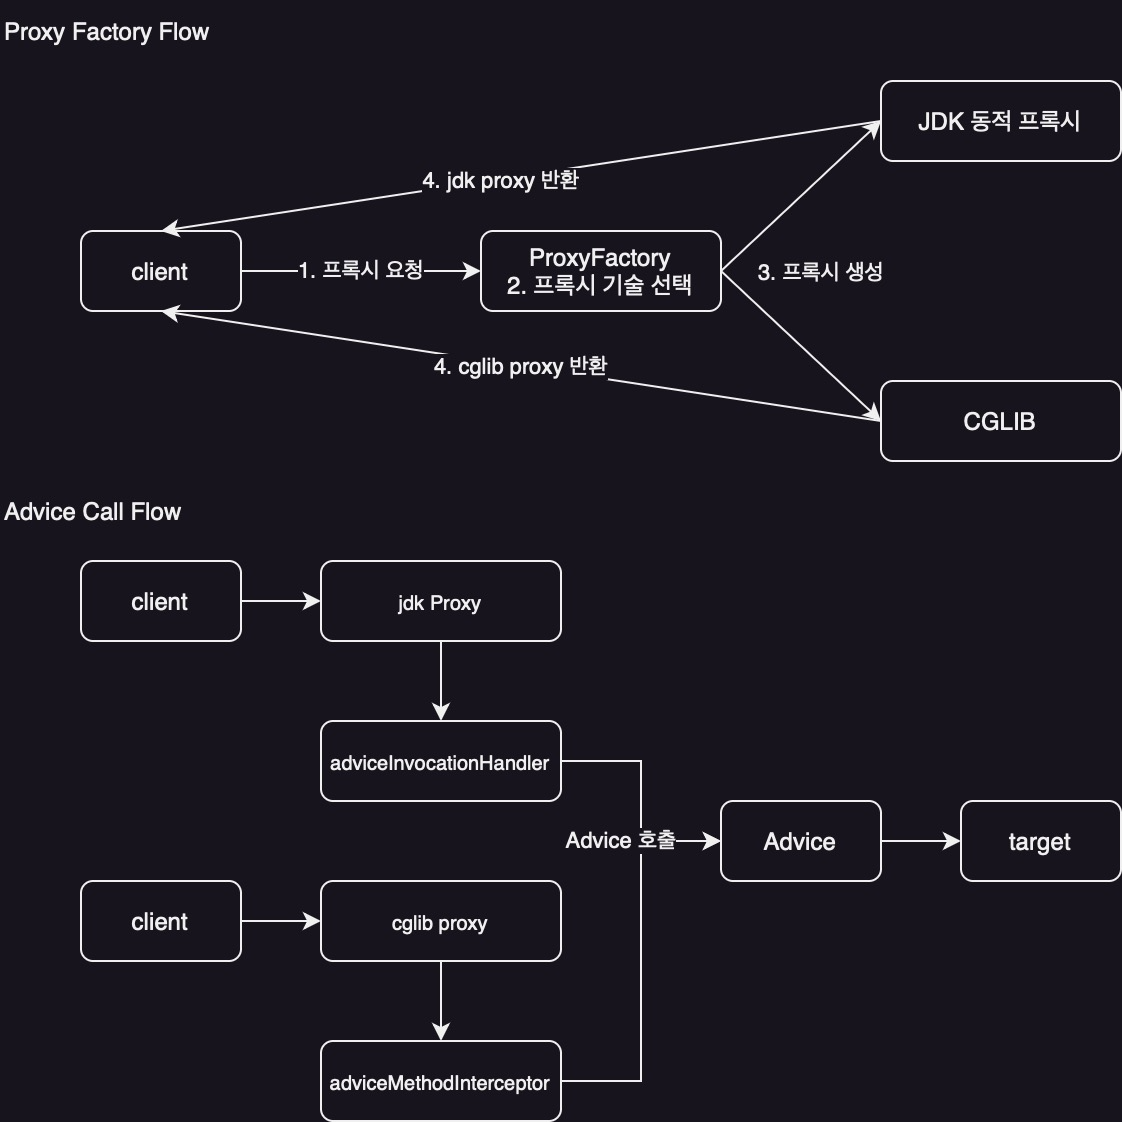 Proxy Factory Flow
JDK 동적 프록시
4. jdk proxy 반환
client
1. 프록시 요청
ProxyFactory
2. 프록시 기술 선택
3. 프록시 생성
4. cglib proxy 반환
CGLIB
Advice Call Flow
client
jdk Proxy
adviceInvocationHandler
Advice 호출
Advice
target
client
cglib proxy
adviceMethodInterceptor